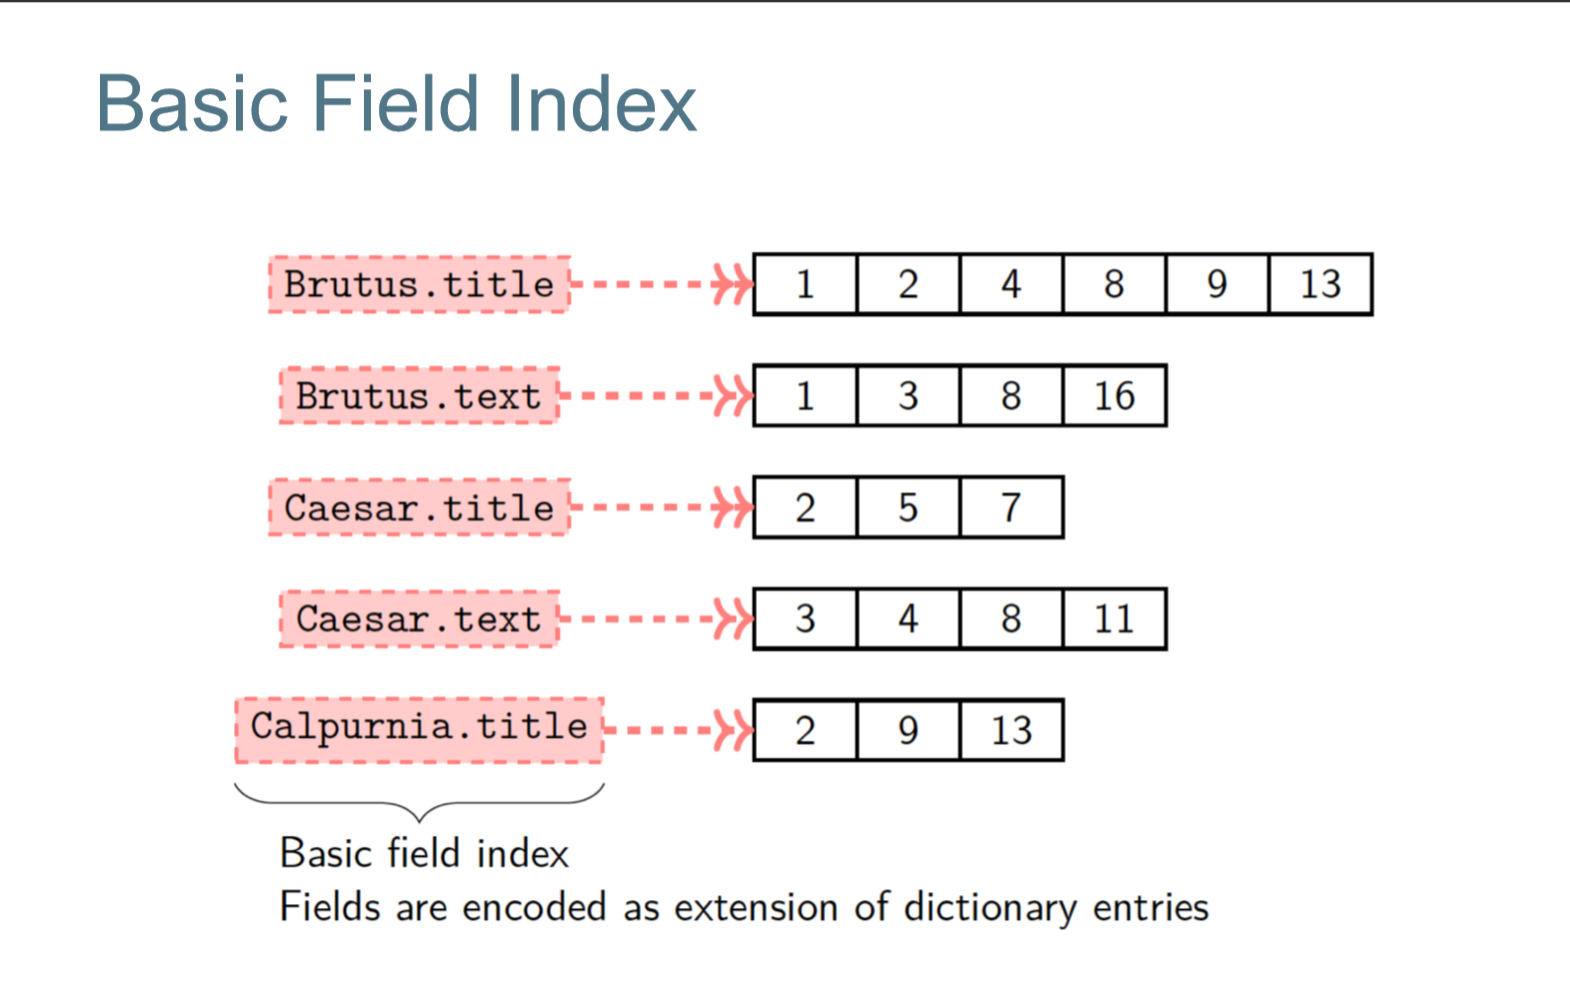 Basic Field Index
Brutus.title 1 2 4 8 9 13
Brutus.text 1 3 8 16
Caesar.title 2 5 7
Caesar.text 3 4 8 11
Calpurnia.title 2 9 13
Basic field index
Fields are encoded as extension of dictionary entries